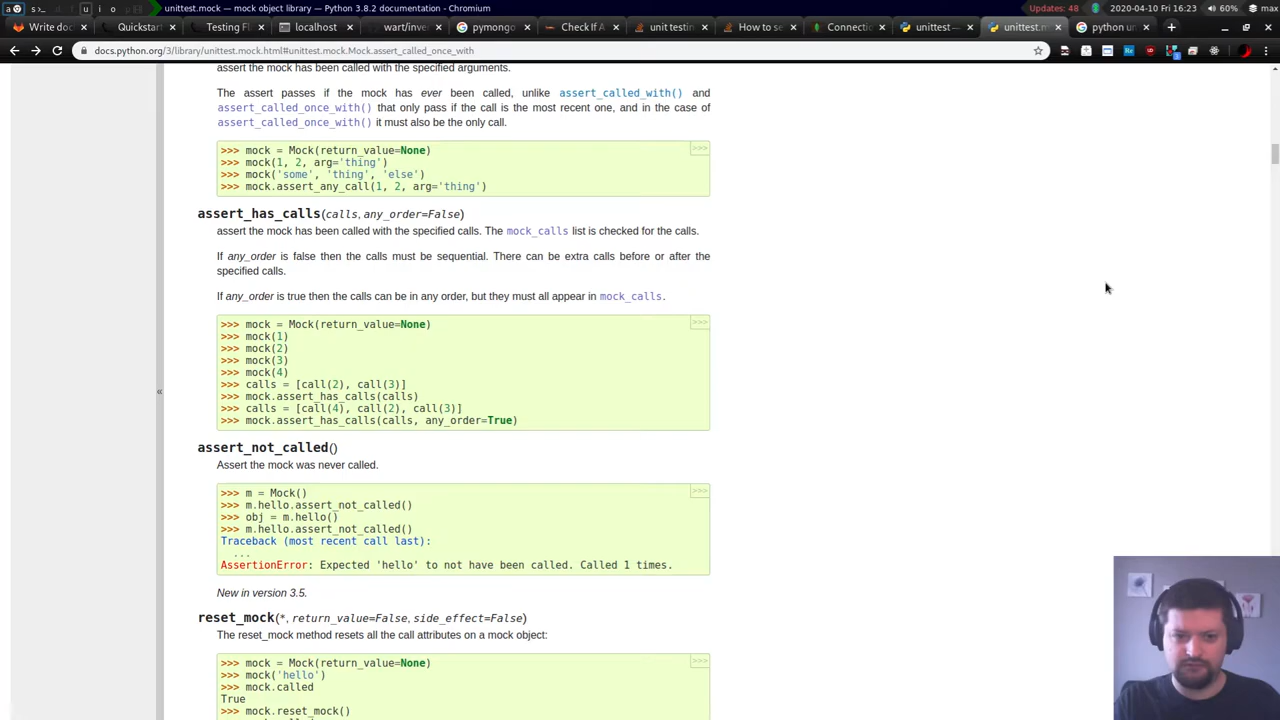 unittest.mock — mock object library — Python 3.8.2 documentation - Chromium
Updates: 48
2020-04-10 Fri 16:23
60%
max
Write doc
Quickstar
Testing Fl
localhost
wart/inve
pymongo
Check If A
unit testin
How to se
Connectio
unittest —
unittest.m
python un
docs.python.org/3/library/unittest.mock.html#unittest.mock.Mock.assert_called_once_with
assert the mock has been called with the specified arguments.
The assert passes if the mock has ever been called, unlike assert_called_with() and
assert_called_once_with() that only pass if the call is the most recent one, and in the case of
assert_called_once_with() it must also be the only call.
>>> mock = Mock(return_value=None)
>>>
>>> mock(1, 2, arg='thing')
>>> mock('some', 'thing', 'else')
>>> mock.assert_any_call(1, 2, arg='thing')
assert_has_calls(calls, any_order=False)
assert the mock has been called with the specified calls. The mock_calls list is checked for the calls.
If any_order is false then the calls must be sequential. There can be extra calls before or after the
specified calls.
If any_order is true then the calls can be in any order, but they must all appear in mock_calls.
>>> mock = Mock(return_value=None)
>>>
>>> mock(1)
>>> mock(2)
>>> mock(3)
>>> mock(4)
>>> calls = [call(2), call(3)]
>>> mock.assert_has_calls(calls)
>>> calls = [call(4), call(2), call(3)]
>>> mock.assert_has_calls(calls, any_order=True)
«
assert_not_called()
Assert the mock was never called.
>>> m = Mock()
>>>
>>> m.hello.assert_not_called()
>>> obj = m.hello()
>>> m.hello.assert_not_called()
Traceback (most recent call last):
...
AssertionError: Expected 'hello' to not have been called. Called 1 times.
New in version 3.5.
reset_mock(*, return_value=False, side_effect=False)
The reset_mock method resets all the call attributes on a mock object:
>>> mock = Mock(return_value=None)
>>>
>>> mock('hello')
>>> mock.called
True
>>> mock.reset_mock()